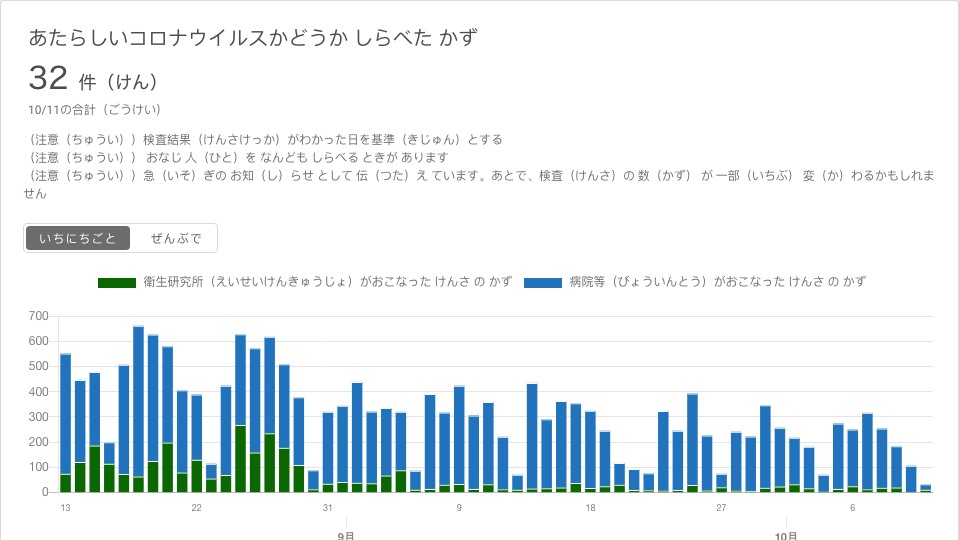 あたらしいコロナウイルスかどうか しらべた かず
32 件（けん）
10/11の合計（ごうけい）
（注意（ちゅうい））検査結果（けんさけっか）がわかった日を基準（きじゅん）とする
（注意（ちゅうい）） おなじ 人（ひと）を なんども しらべる ときが あります
（注意（ちゅうい））急（いそ）ぎの お知（し）らせ として 伝（つた）え ています。あとで、検査（けんさ）の 数（かず） が 一部（いちぶ） 変（か）わるかもしれま
せん
いちにちごと ぜんぶで
衛生研究所（えいせいけんきゅうじょ）がおこなった けんさ の かず 病院等（びょういんとう）がおこなった けんさ の かず
700
600
500
400
300
200
100
0
13 22 31 9 18 27 6
9月 10月